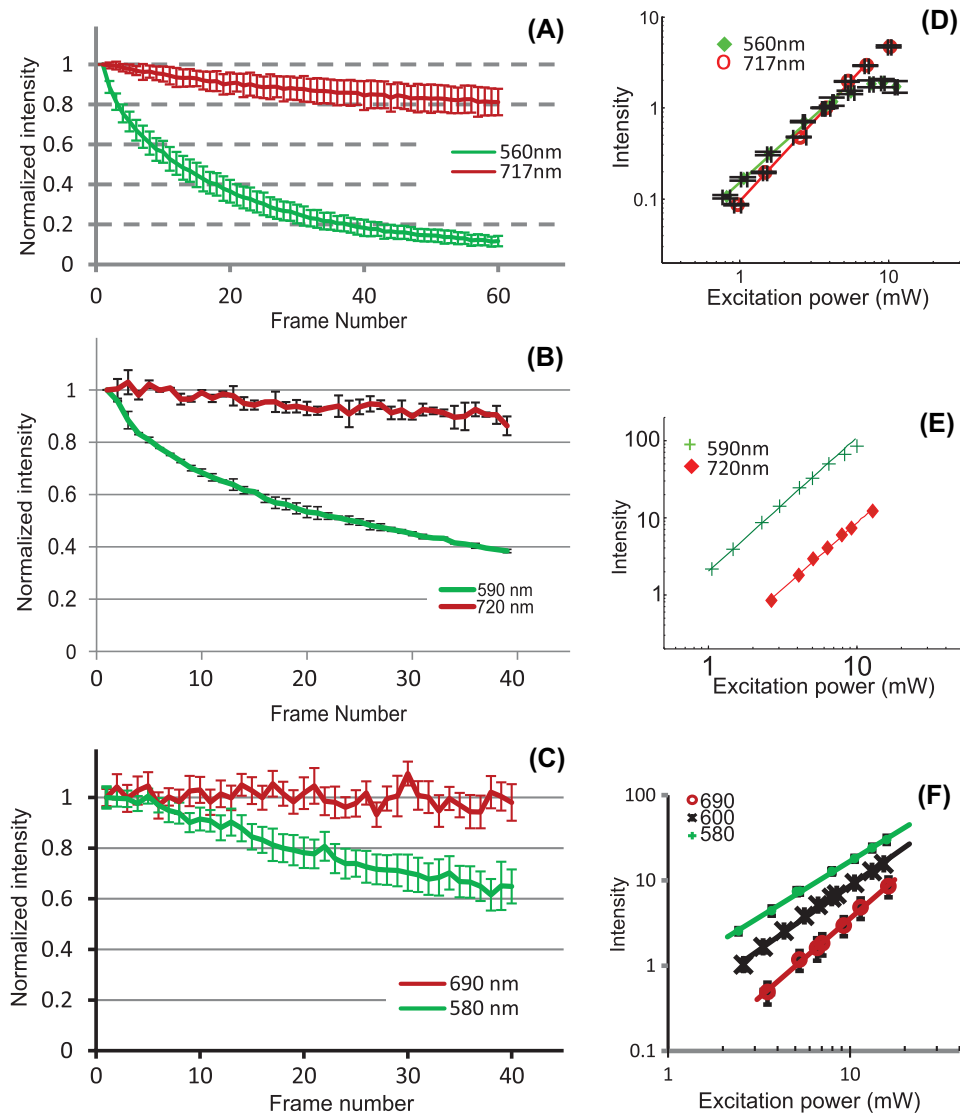 (A)
Normalized intensity
1
0.8
0.6
0.4
0.2
0
0
20
40
60
560nm
717nm
Frame Number
(D)
Intensity
10
1
0.1
560nm
717nm
1
10
Excitation power (mW)
(B)
Normalized intensity
1
0.8
0.6
0.4
0.2
0
0
10
20
30
40
590 nm
720 nm
Frame Number
(E)
Intensity
100
10
1
590nm
720nm
1
10
Excitation power (mW)
(C)
Normalized intensity
1
0.8
0.6
0.4
0.2
0
0
10
20
30
40
690 nm
580 nm
Frame number
(F)
Intensity
100
10
1
0.1
690
600
580
1
10
Excitation power (mW)